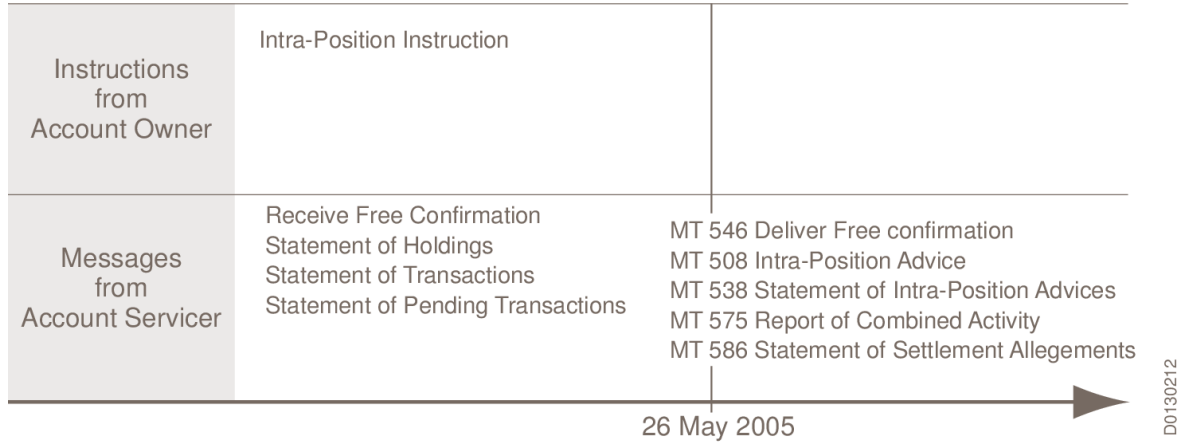 Instructions
from
Account Owner
Intra-Position Instruction
Messages
from
Account Servicer
Receive Free Confirmation
Statement of Holdings
Statement of Transactions
Statement of Pending Transactions
MT 546 Deliver Free confirmation
MT 508 Intra-Position Advice
MT 538 Statement of Intra-Position Advices
MT 575 Report of Combined Activity
MT 586 Statement of Settlement Allegements
26 May 2005
D0130212